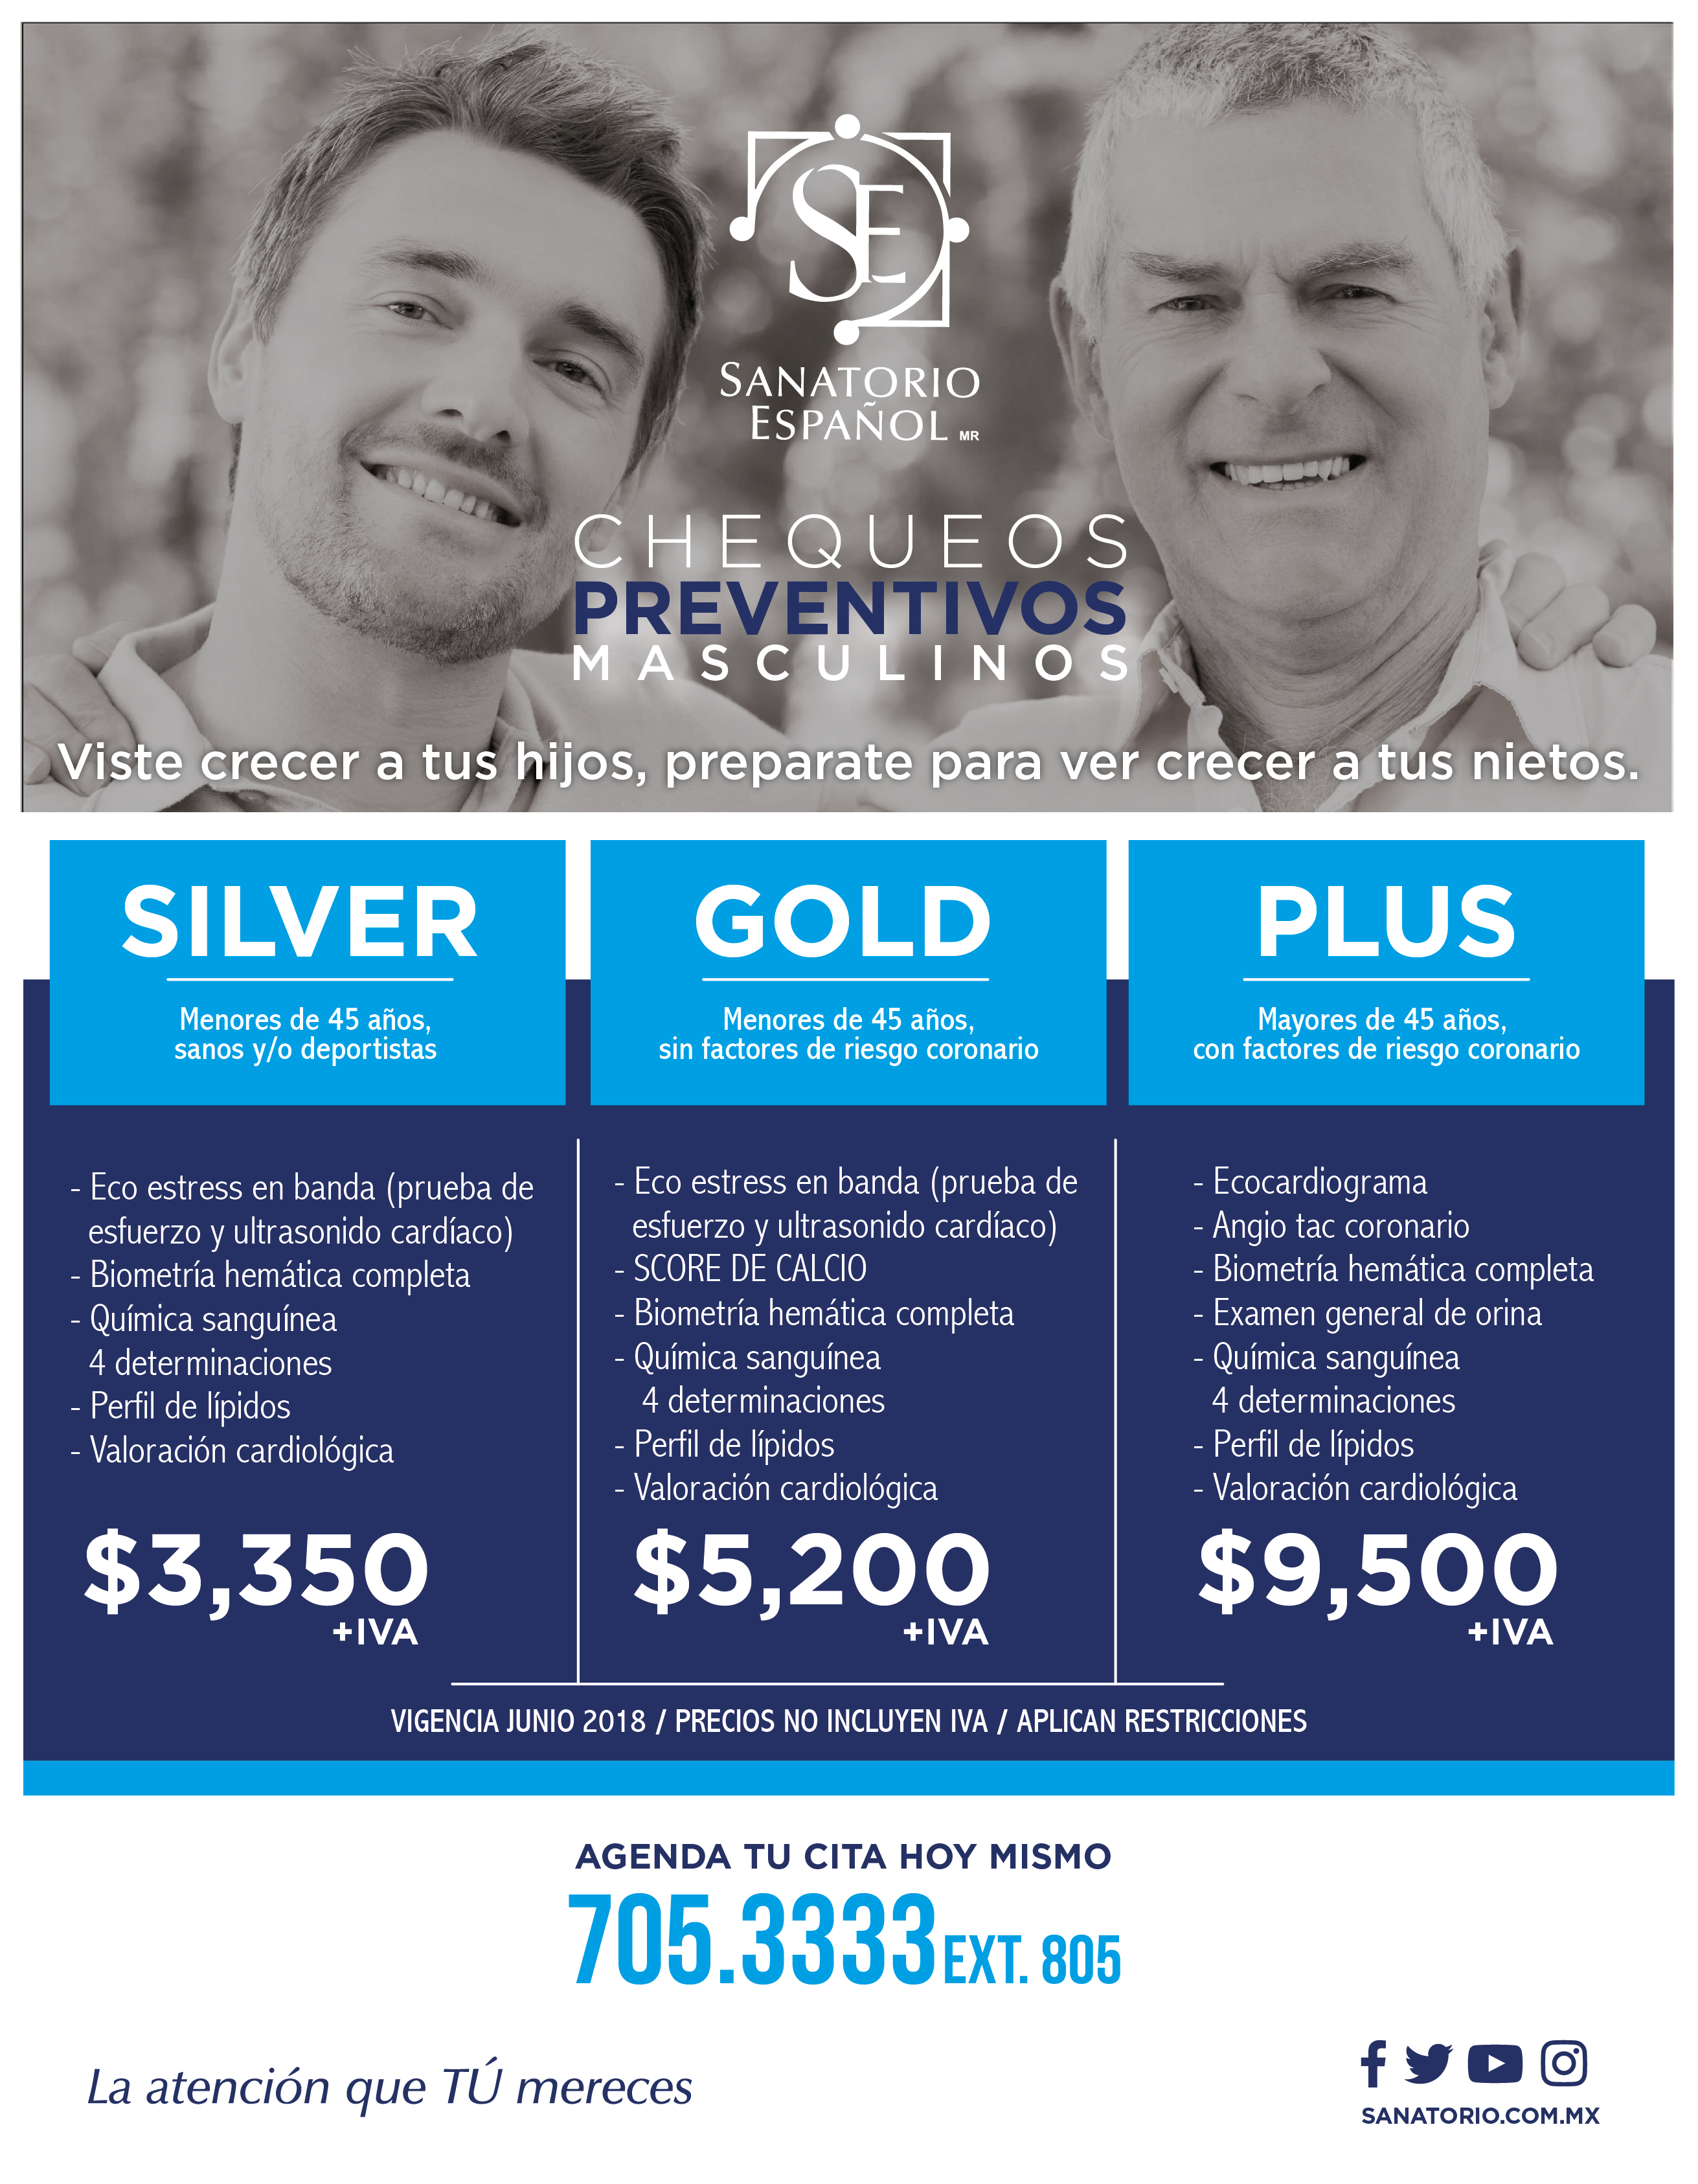 SE
SANATORIO
ESPAÑOL MR
CHEQUEOS
PREVENTIVOS
MASCULINOS
Viste crecer a tus hijos, preparate para ver crecer a tus nietos.
SILVER
Menores de 45 años,
sanos y/o deportistas
- Eco estress en banda (prueba de
esfuerzo y ultrasonido cardíaco)
- Biometría hemática completa
- Química sanguínea
4 determinaciones
- Perfil de lípidos
- Valoración cardiológica
$3,350
+IVA
GOLD
Menores de 45 años,
sin factores de riesgo coronario
- Eco estress en banda (prueba de
esfuerzo y ultrasonido cardíaco)
- SCORE DE CALCIO
- Biometría hemática completa
- Química sanguínea
4 determinaciones
- Perfil de lípidos
- Valoración cardiológica
$5,200
+IVA
PLUS
Mayores de 45 años,
con factores de riesgo coronario
- Ecocardiograma
- Angio tac coronario
- Biometría hemática completa
- Examen general de orina
- Química sanguínea
4 determinaciones
- Perfil de lípidos
- Valoración cardiológica
$9,500
+IVA
VIGENCIA JUNIO 2018 / PRECIOS NO INCLUYEN IVA / APLICAN RESTRICCIONES
AGENDA TU CITA HOY MISMO
705.3333 EXT. 805
La atención que TÚ mereces
SANATORIO.COM.MX